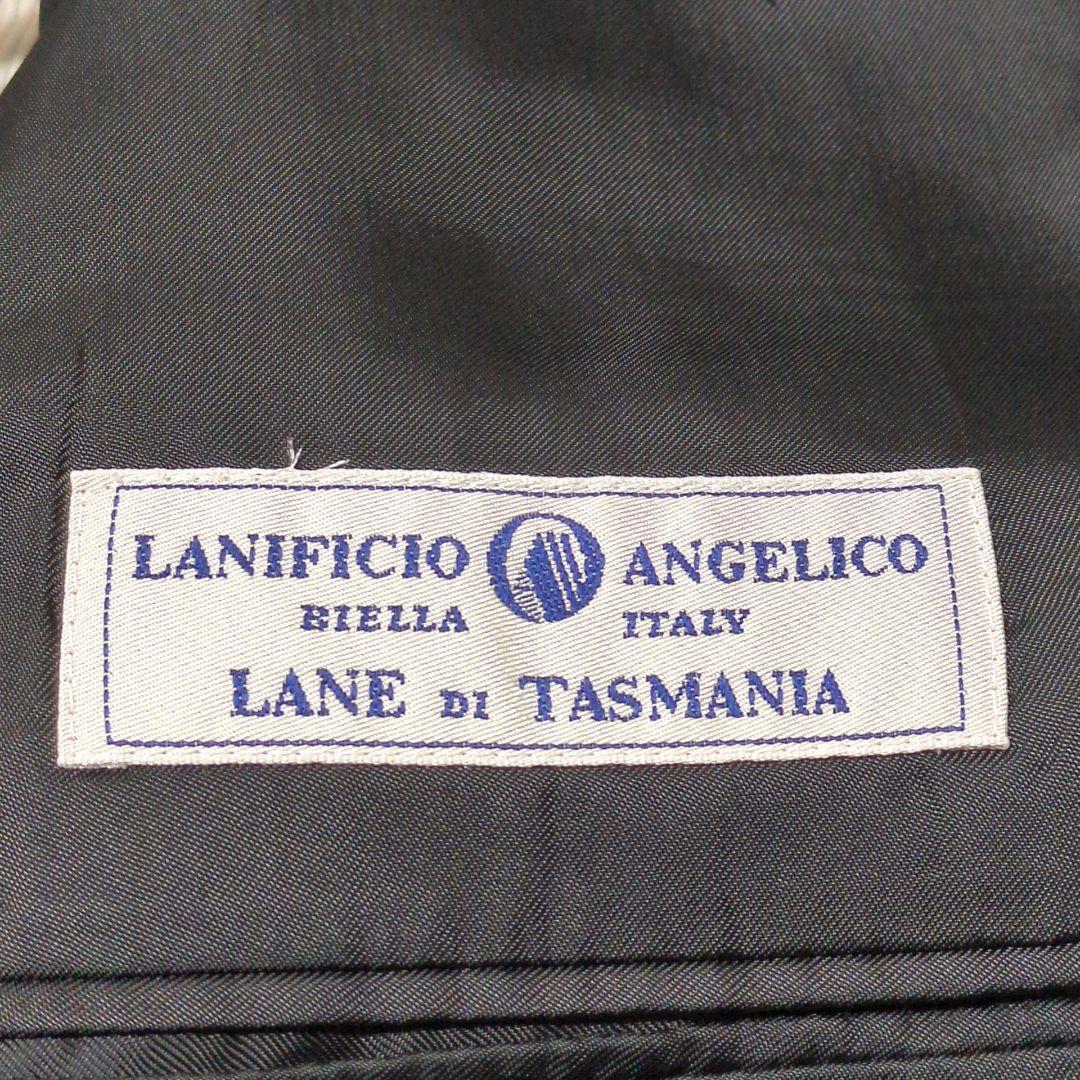 LANIFICIO ANGELICO
BIELLA ITALY
LANE DI TASMANIA